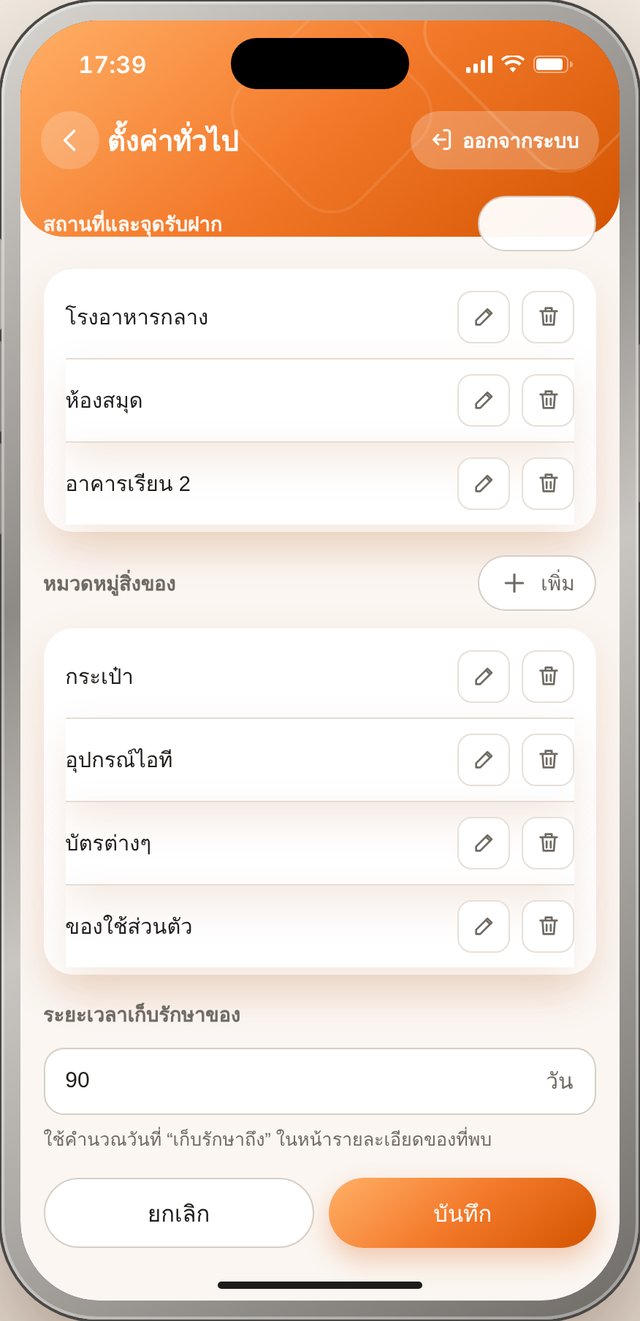 17:39
ตั้งค่าทั่วไป
ออกจากระบบ
สถานที่และจุดรับฝาก
โรงอาหารกลาง
ห้องสมุด
อาคารเรียน 2
หมวดหมู่สิ่งของ
เพิ่ม
กระเป๋า
อุปกรณ์ไอที
บัตรต่างๆ
ของใช้ส่วนตัว
ระยะเวลาเก็บรักษาของ
90
วัน
ใช้คำนวณวันที่ “เก็บรักษาถึง” ในหน้ารายละเอียดของที่พบ
ยกเลิก
บันทึก